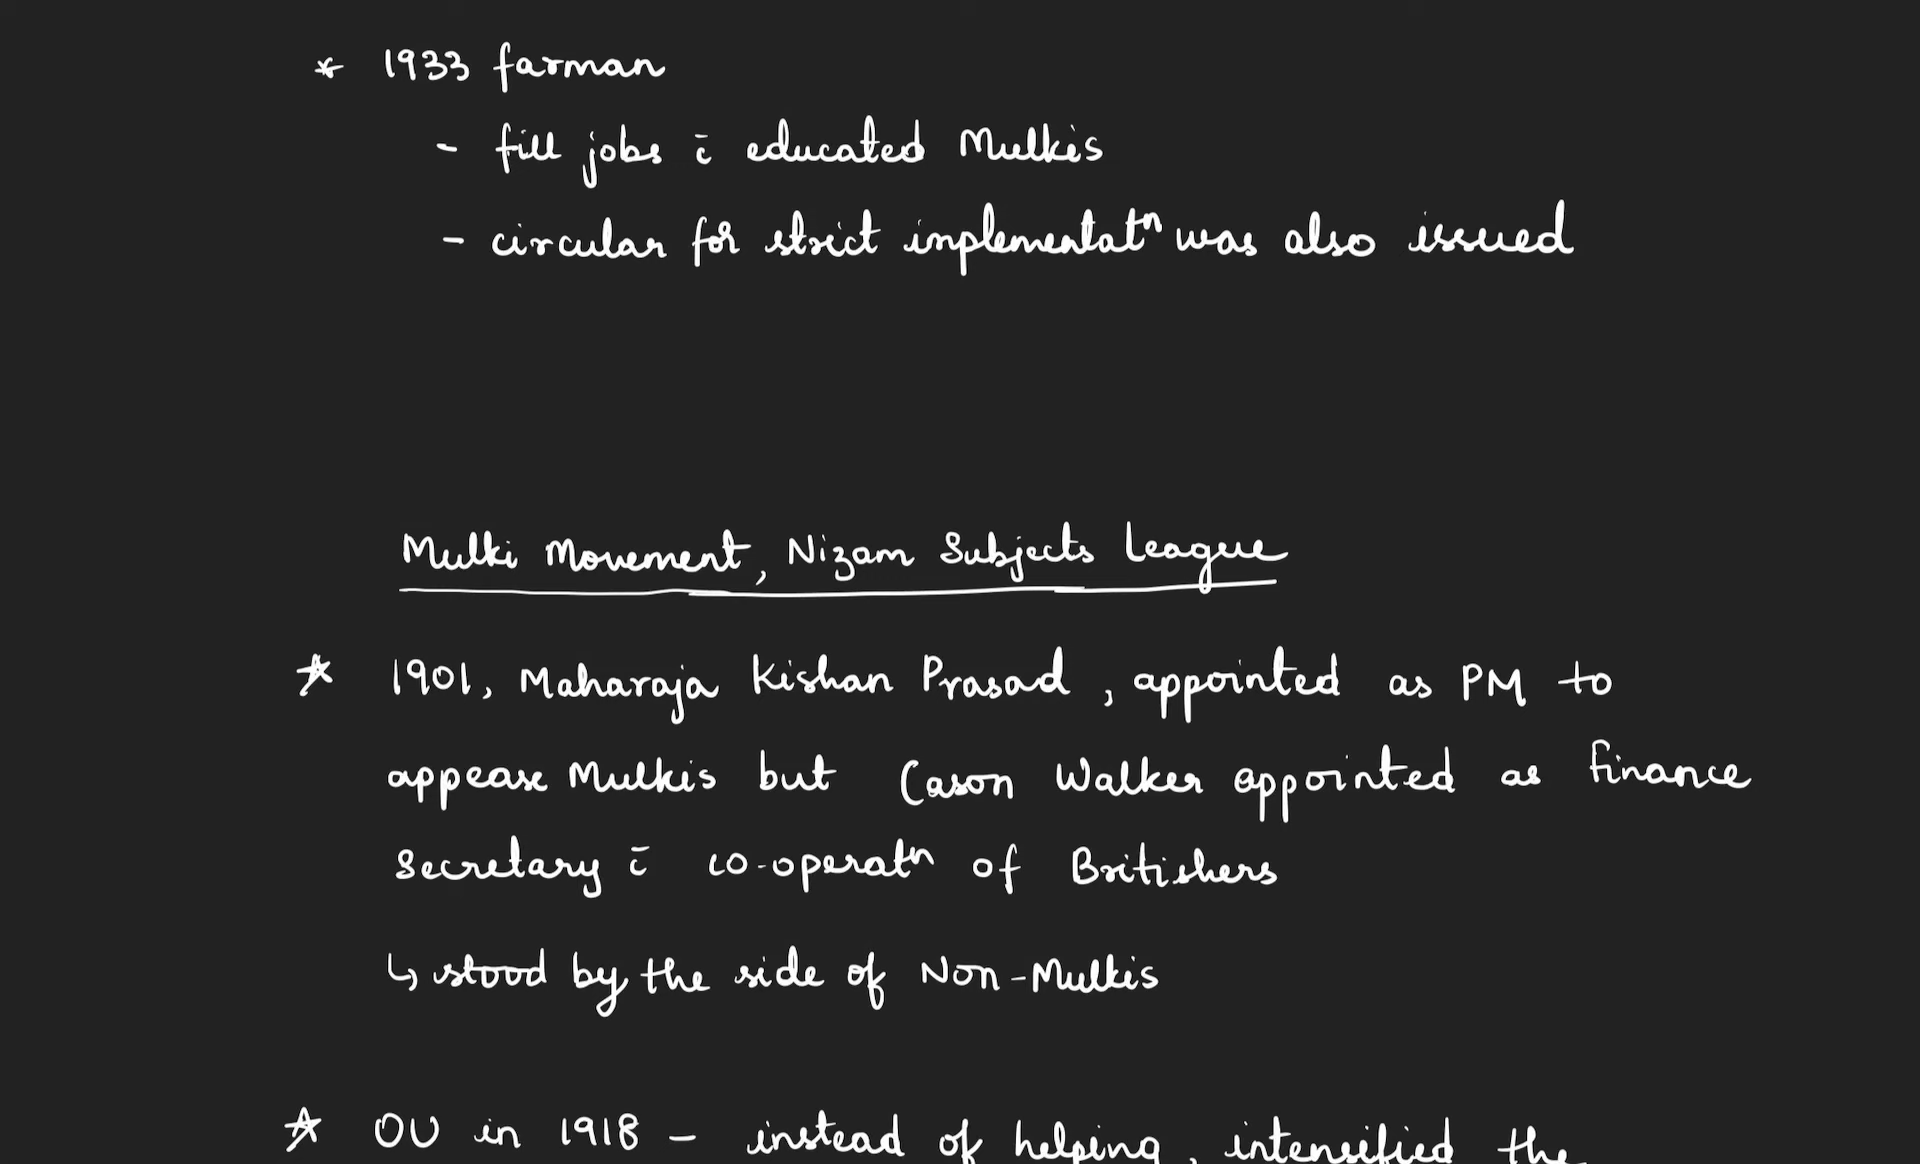 * 1933 farman
- fill jobs c̄ educated Mulkis
- circular for strict implementatⁿ was also issued
Mulki Movement, Nizam Subjects League
* 1901, Maharaja Kishan Prasad, appointed as PM to
appease Mulkis but Cason Walker appointed as finance
Secretary c̄ co-operatⁿ of Britishers
↳ stood by the side of Non-Mulkis
* OU in 1918 - instead of helping, intensified the